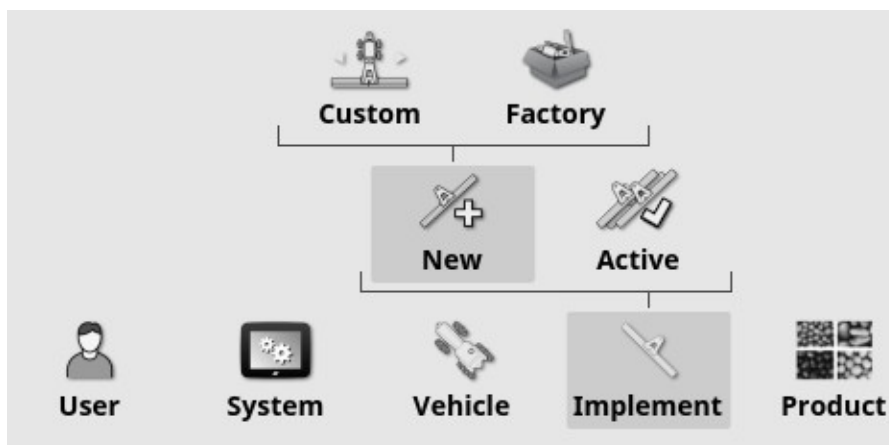 Custom Factory
New Active
User System Vehicle Implement Product